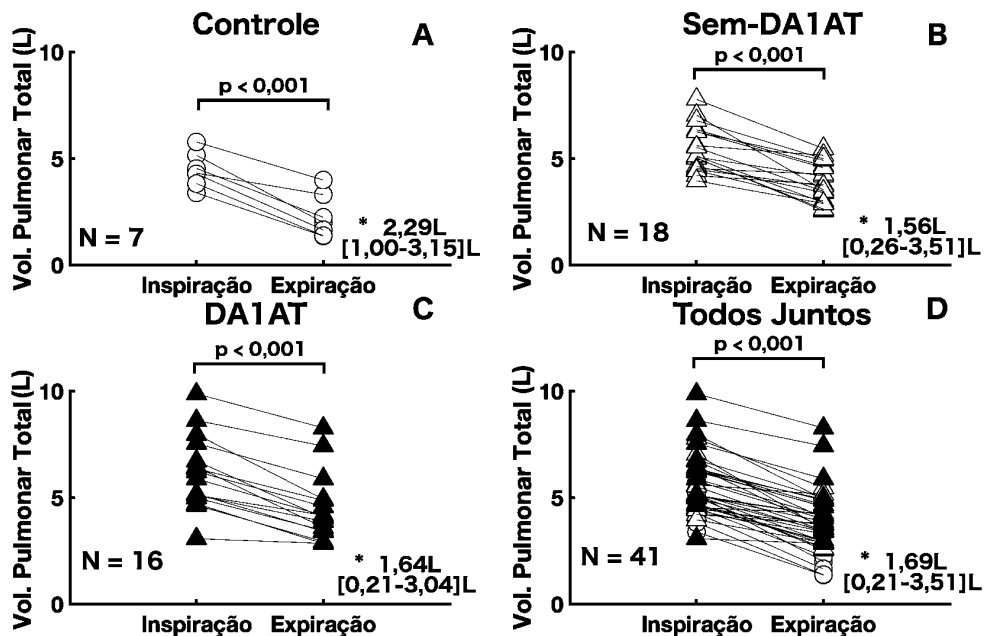 Controle
A
Vol. Pulmonar Total (L)
10
5
0
p < 0,001
N = 7
* 2,29L
[1,00-3,15]L
Inspiração Expiração
Sem-DA1AT
B
Vol. Pulmonar Total (L)
10
5
0
p < 0,001
N = 18
* 1,56L
[0,26-3,51]L
Inspiração Expiração
DA1AT
C
Vol. Pulmonar Total (L)
10
5
0
p < 0,001
N = 16
* 1,64L
[0,21-3,04]L
Inspiração Expiração
Todos Juntos
D
Vol. Pulmonar Total (L)
10
5
0
p < 0,001
N = 41
* 1,69L
[0,21-3,51]L
Inspiração Expiração